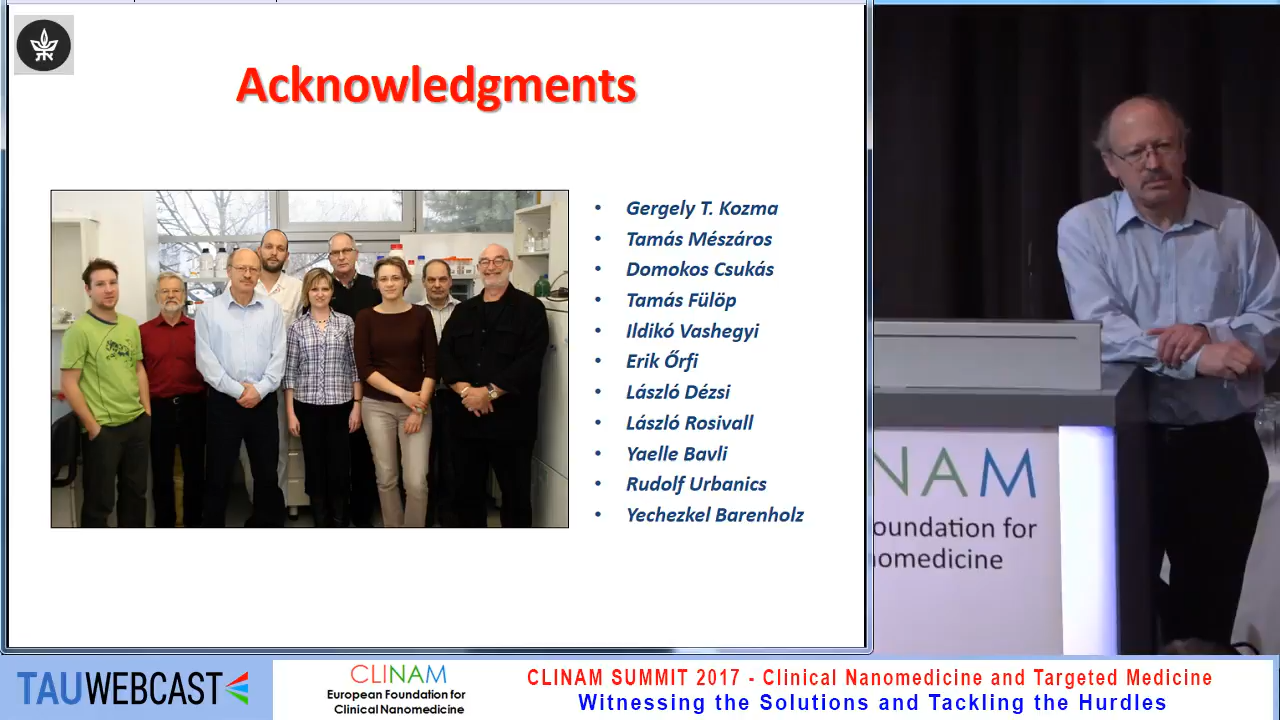 Acknowledgments
Gergely T. Kozma
Tamás Mészáros
Domokos Csukás
Tamás Fülöp
Ildikó Vashegyi
Erik Őrfi
László Dézsi
László Rosivall
Yaelle Bavli
Rudolf Urbanics
Yechezkel Barenholz
NAM
oundation for
nomedicine
TAUWEBCAST
CLINAM
European Foundation for
Clinical Nanomedicine
CLINAM SUMMIT 2017 - Clinical Nanomedicine and Targeted Medicine
Witnessing the Solutions and Tackling the Hurdles